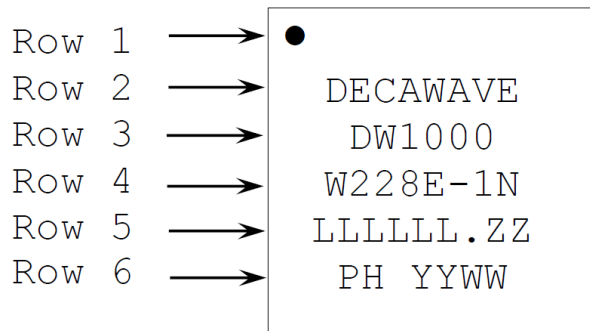 Row 1 ●
Row 2 DECAWAVE
Row 3 DW1000
Row 4 W228E-1N
Row 5 LLLLLL.ZZ
Row 6 PH YYWW